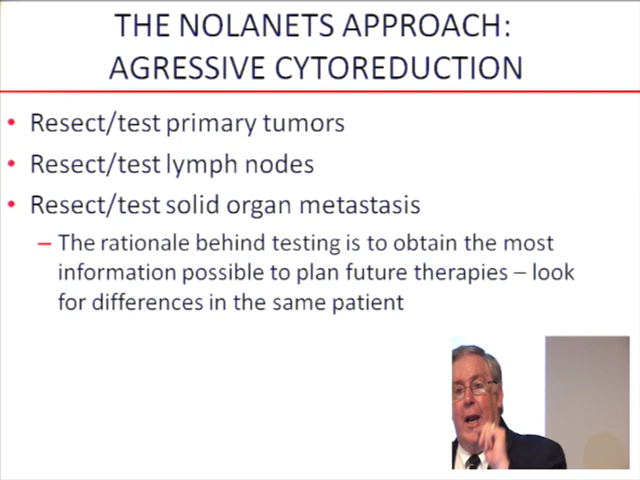 THE NOLANETS APPROACH:
AGRESSIVE CYTOREDUCTION
• Resect/test primary tumors
• Resect/test lymph nodes
• Resect/test solid organ metastasis
– The rationale behind testing is to obtain the most
information possible to plan future therapies – look
for differences in the same patient